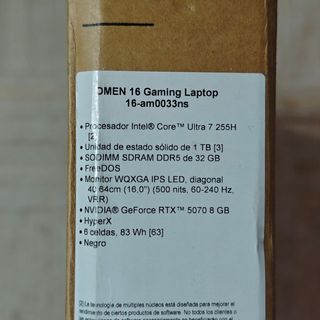 OMEN 16 Gaming Laptop
16-am0033ns
• Procesador Intel® Core™ Ultra 7 255H
[2]
• Unidad de estado sólido de 1 TB [3]
• SODIMM SDRAM DDR5 de 32 GB
• FreeDOS
• Monitor WQXGA IPS LED, diagonal
40,64cm (16,0") (500 nits, 60-240 Hz,
VRR)
• NVIDIA® GeForce RTX™ 5070 8 GB
• HyperX
• 6 celdas, 83 Wh [63]
• Negro
[2] La tecnología de múltiples núcleos está diseñada para mejorar el
rendimiento de ciertos productos de software. No todos los clientes o